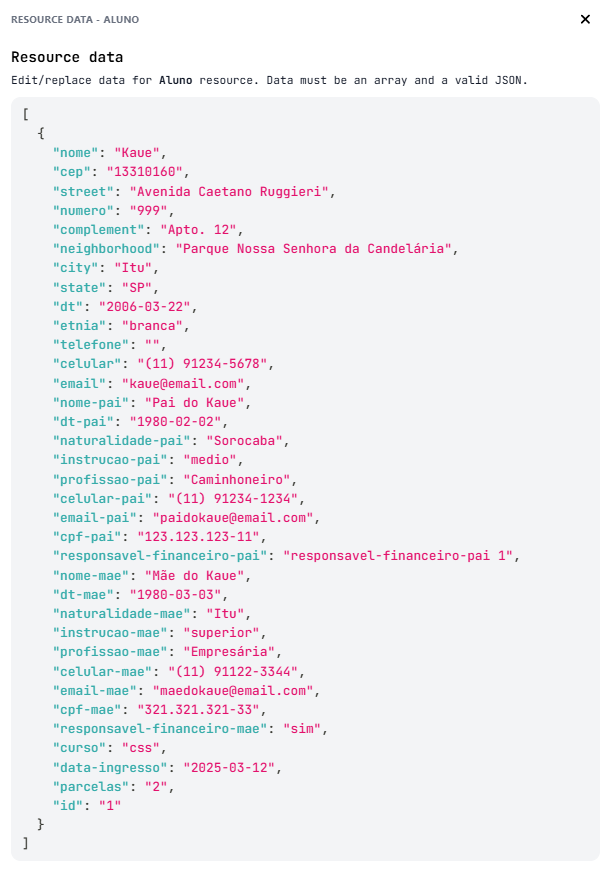 RESOURCE DATA - ALUNO
Resource data
Edit/replace data for Aluno resource. Data must be an array and a valid JSON.
[
  {
    "nome": "Kaue",
    "cep": "13310160",
    "street": "Avenida Caetano Ruggieri",
    "numero": "999",
    "complement": "Apto. 12",
    "neighborhood": "Parque Nossa Senhora da Candelária",
    "city": "Itu",
    "state": "SP",
    "dt": "2006-03-22",
    "etnia": "branca",
    "telefone": "",
    "celular": "(11) 91234-5678",
    "email": "kaue@email.com",
    "nome-pai": "Pai do Kaue",
    "dt-pai": "1980-02-02",
    "naturalidade-pai": "Sorocaba",
    "instrucao-pai": "medio",
    "profissao-pai": "Caminhoneiro",
    "celular-pai": "(11) 91234-1234",
    "email-pai": "paidokaue@email.com",
    "cpf-pai": "123.123.123-11",
    "responsavel-financeiro-pai": "responsavel-financeiro-pai 1",
    "nome-mae": "Mãe do Kaue",
    "dt-mae": "1980-03-03",
    "naturalidade-mae": "Itu",
    "instrucao-mae": "superior",
    "profissao-mae": "Empresária",
    "celular-mae": "(11) 91122-3344",
    "email-mae": "maedokaue@email.com",
    "cpf-mae": "321.321.321-33",
    "responsavel-financeiro-mae": "sim",
    "curso": "css",
    "data-ingresso": "2025-03-12",
    "parcelas": "2",
    "id": "1"
  }
]